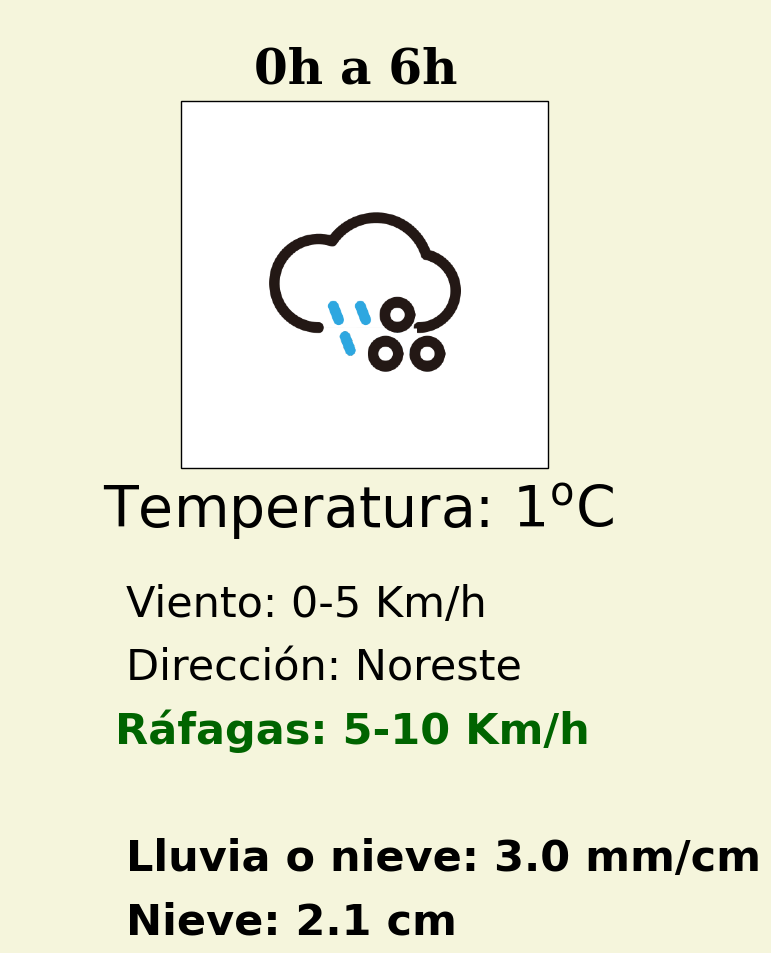 0h a 6h
Temperatura: 1ºC
Viento: 0-5 Km/h
Dirección: Noreste
Ráfagas: 5-10 Km/h
Lluvia o nieve: 3.0 mm/cm
Nieve: 2.1 cm